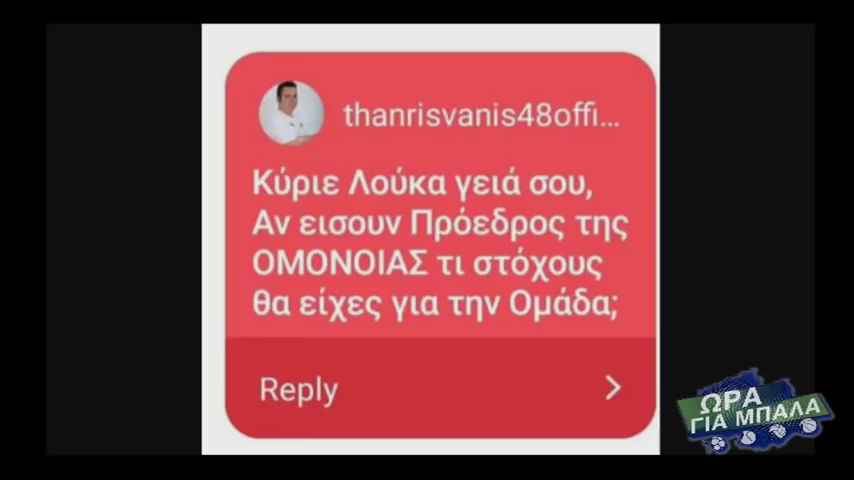 thanrisvanis48offi...
Κύριε Λούκα γειά σου,
Αν εισουν Πρόεδρος της
ΟΜΟΝΟΙΑΣ τι στόχους
θα είχες για την Ομάδα;
Reply
ΩΡΑ
ΓΙΑ ΜΠΑΛΑ